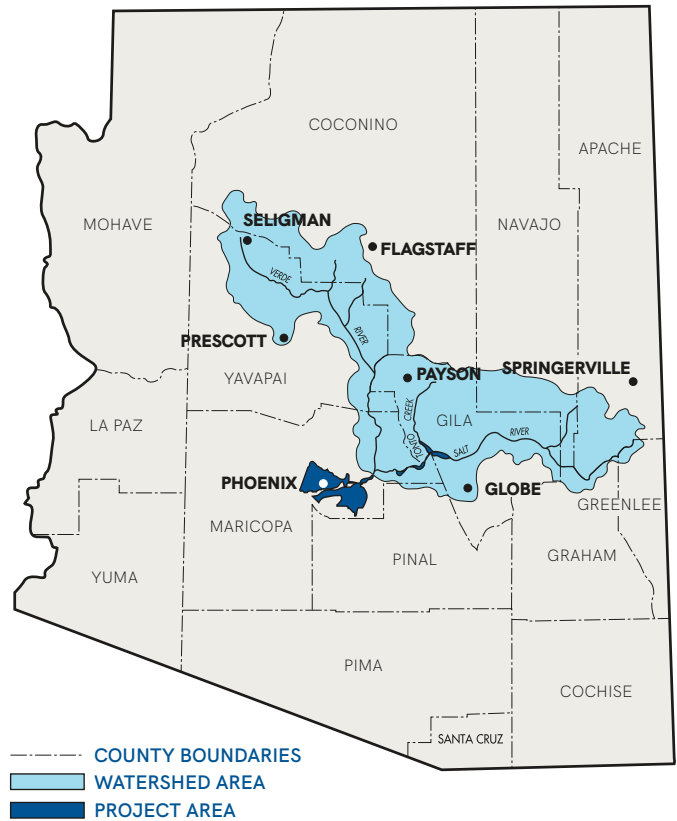 COCONINO
APACHE
MOHAVE
NAVAJO
SELIGMAN
FLAGSTAFF
VERDE
RIVER
PRESCOTT
PAYSON
SPRINGERVILLE
YAVAPAI
CREEK
TONTO
GILA
LA PAZ
RIVER
SALT
PHOENIX
GLOBE
GREENLEE
MARICOPA
PINAL
GRAHAM
YUMA
PIMA
COCHISE
SANTA CRUZ
COUNTY BOUNDARIES
WATERSHED AREA
PROJECT AREA